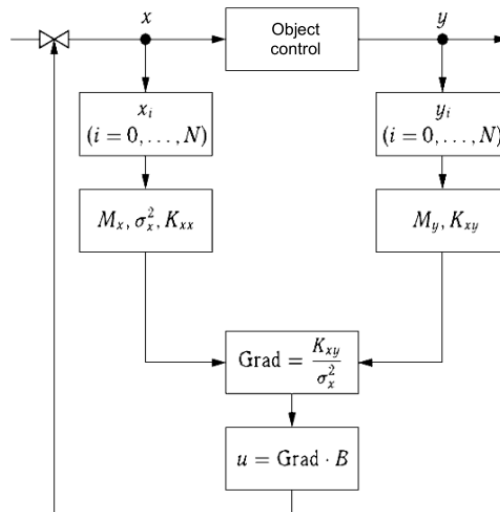 x
Object
control
y
x_i
(i = 0, . . . , N)
y_i
(i = 0, . . . , N)
M_x, σ_x^2, K_xx
M_y, K_xy
Grad = K_xy / σ_x^2
u = Grad · B